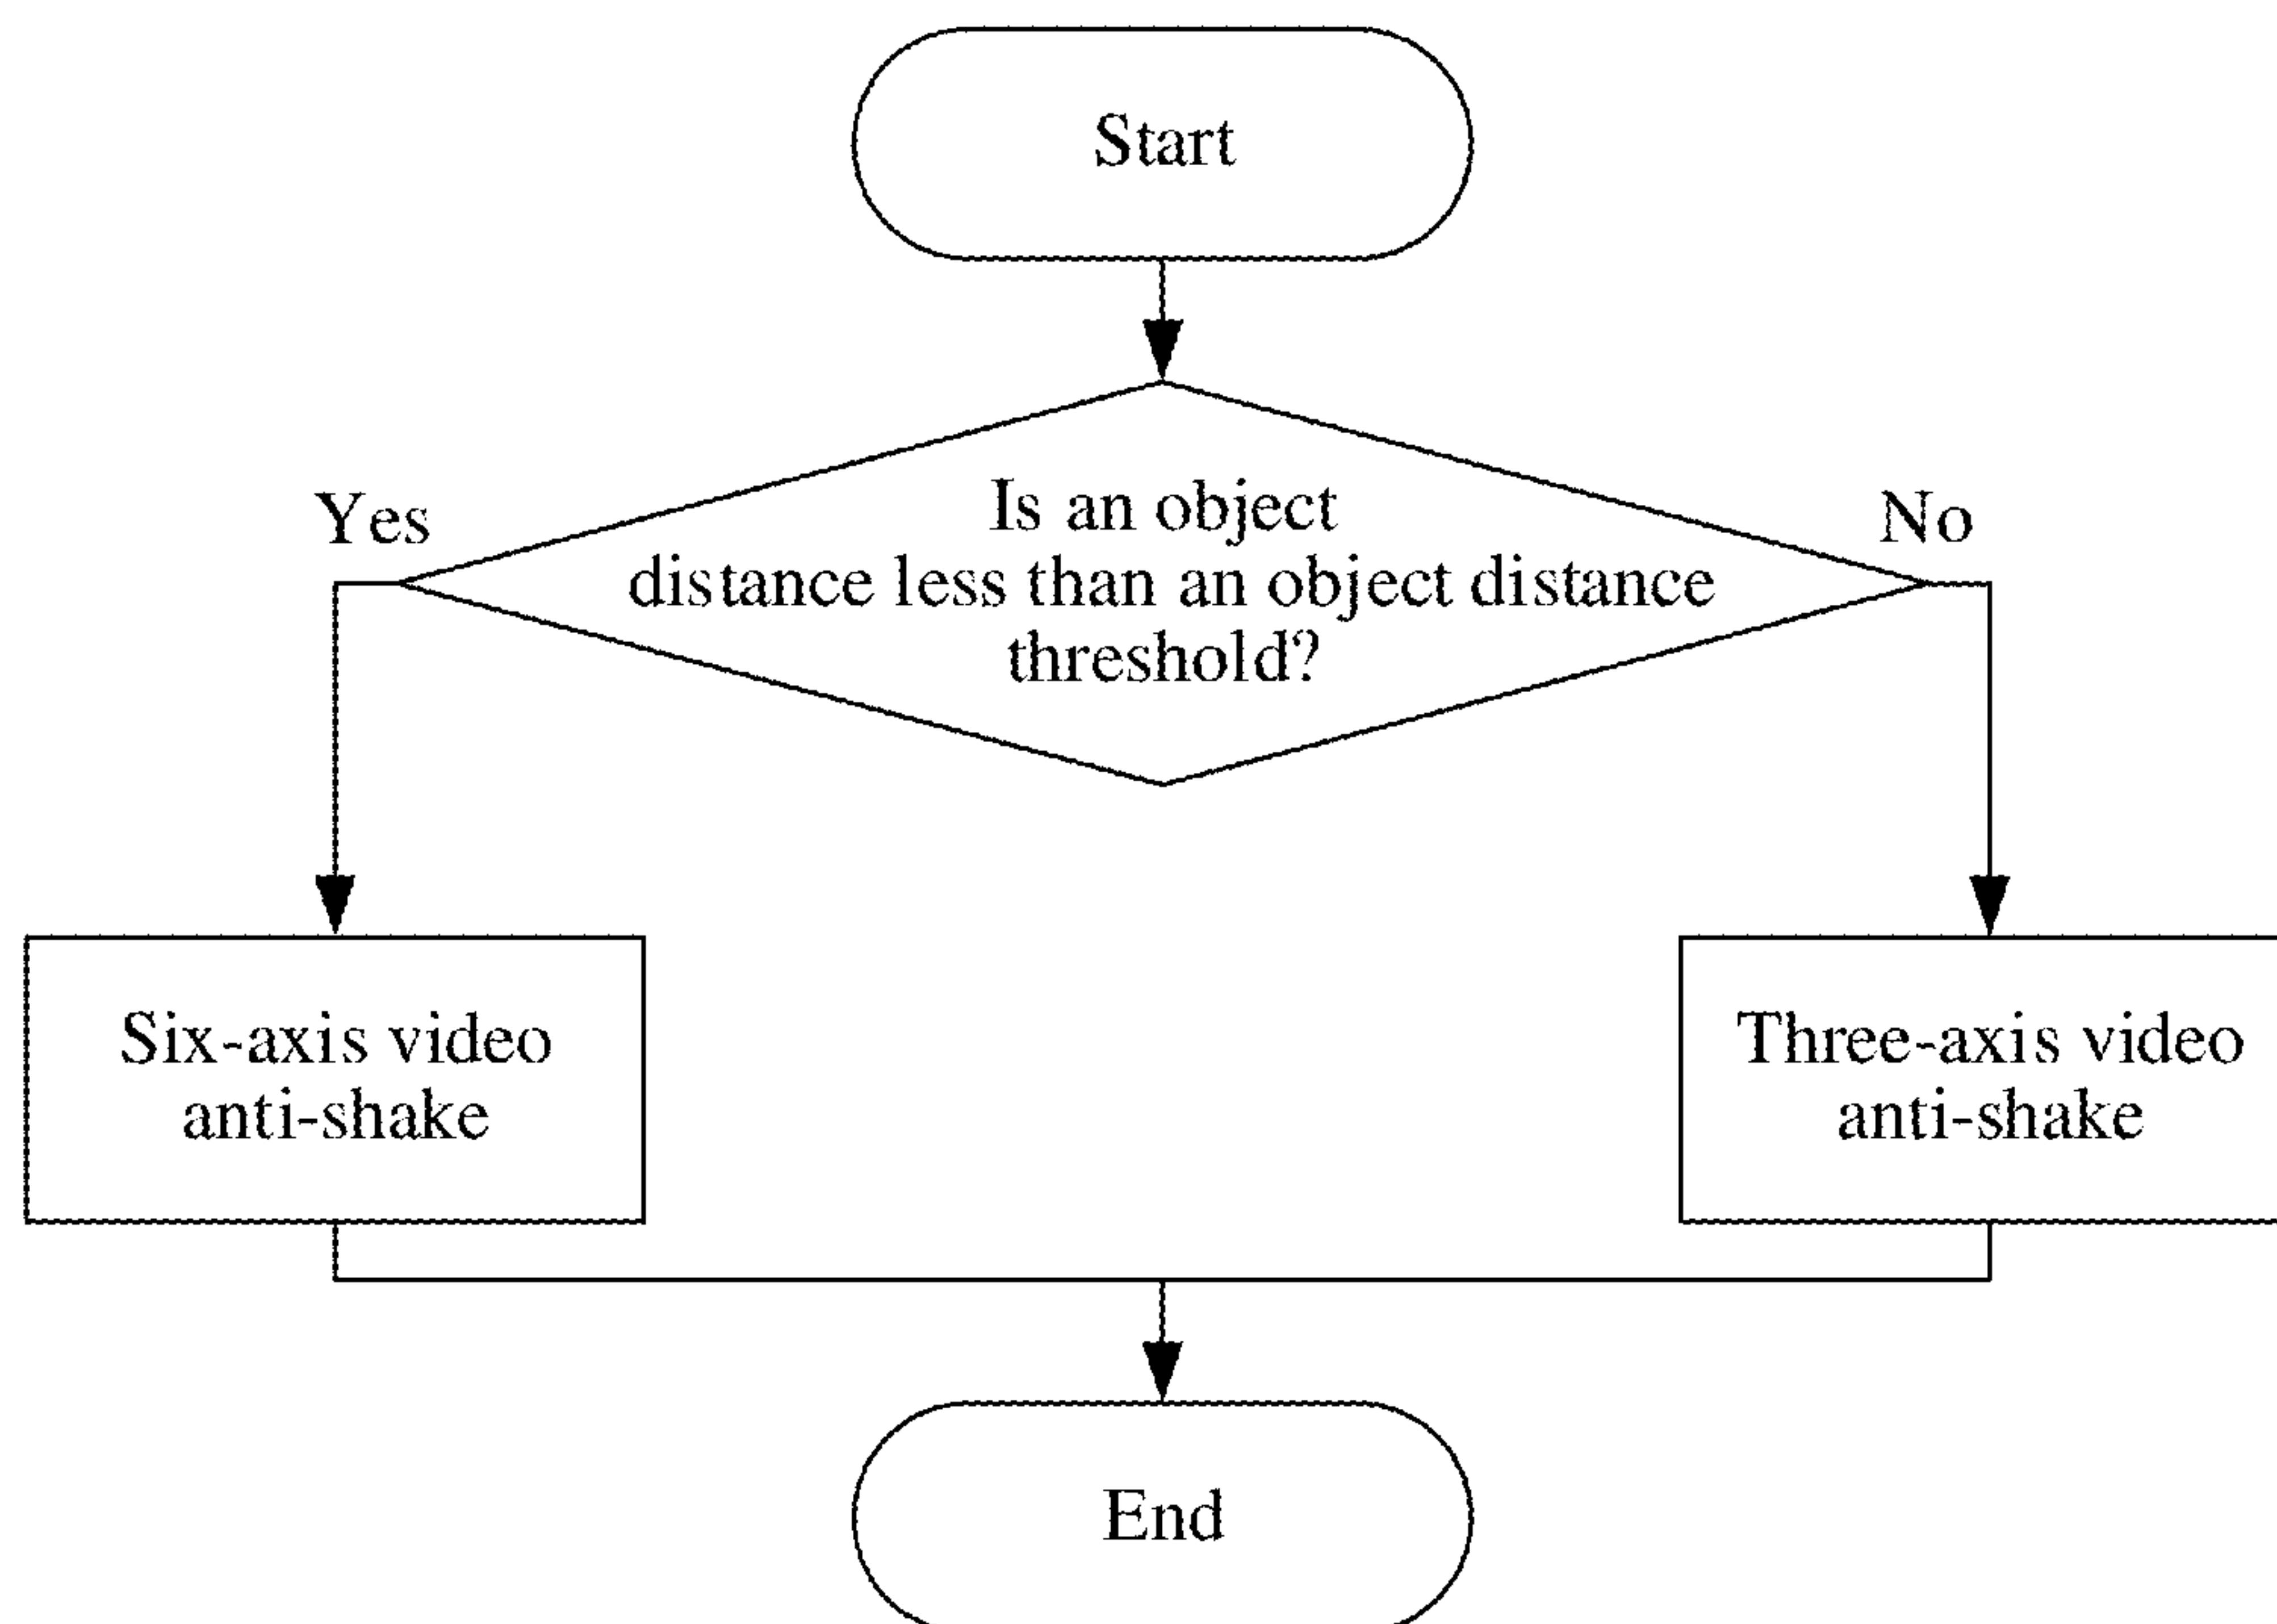 Start
Yes
No
Is an object
distance less than an object distance
threshold?
Six-axis video
anti-shake
Three-axis video
anti-shake
End